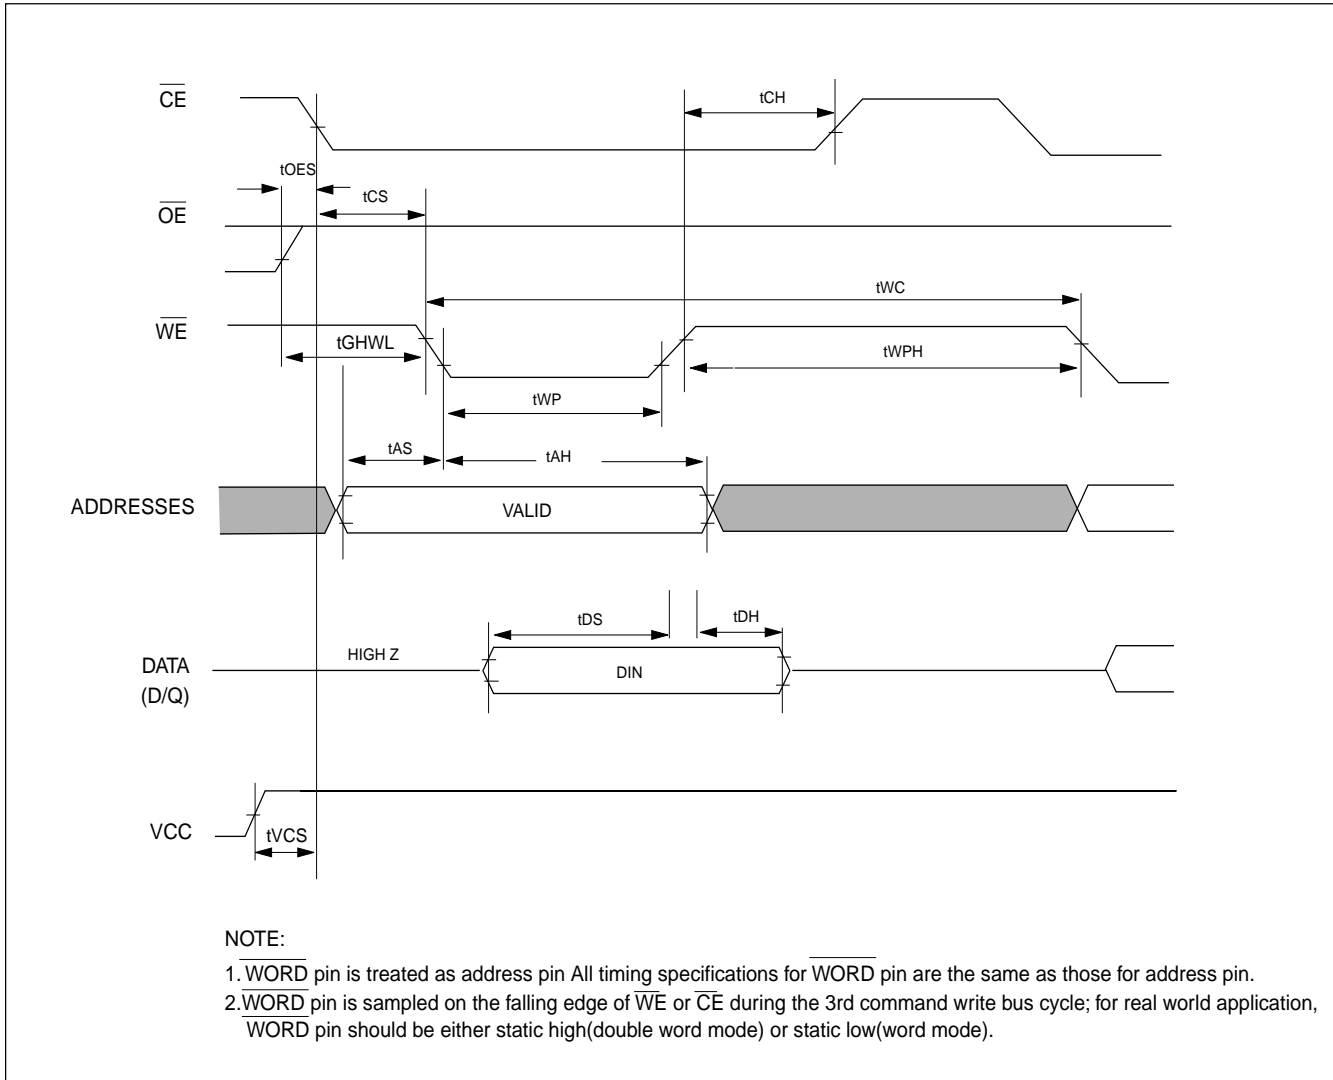 CE
tCH
tOES
tCS
OE
tWC
WE
tGHWL
tWPH
tWP
tAS
tAH
ADDRESSES
VALID
tDS
tDH
DATA
(D/Q)
HIGH Z
DIN
VCC
tVCS
NOTE:
1. WORD pin is treated as address pin All timing specifications for WORD pin are the same as those for address pin.
2. WORD pin is sampled on the falling edge of WE or CE during the 3rd command write bus cycle; for real world application,
WORD pin should be either static high(double word mode) or static low(word mode).